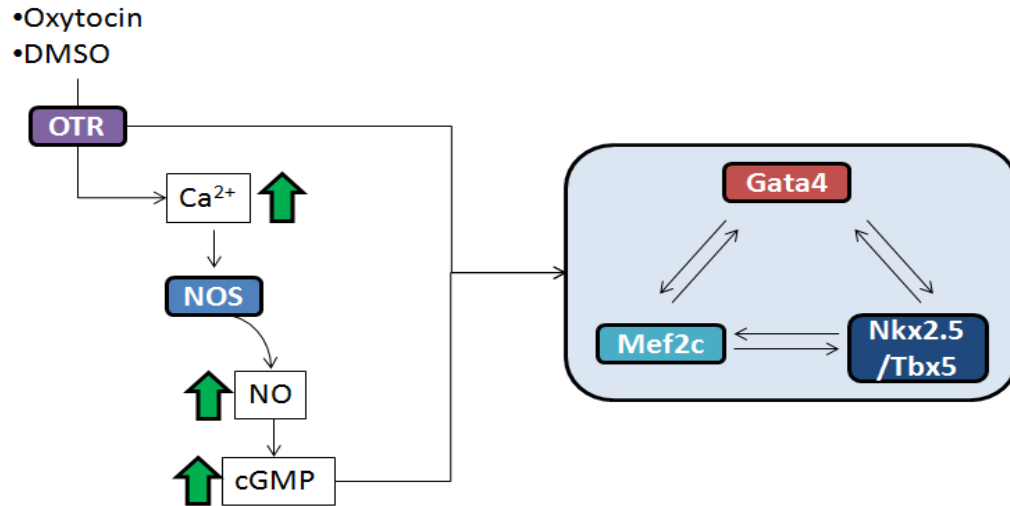 •Oxytocin
•DMSO
OTR
Ca²⁺
NOS
NO
cGMP
Gata4
Mef2c
Nkx2.5
/Tbx5